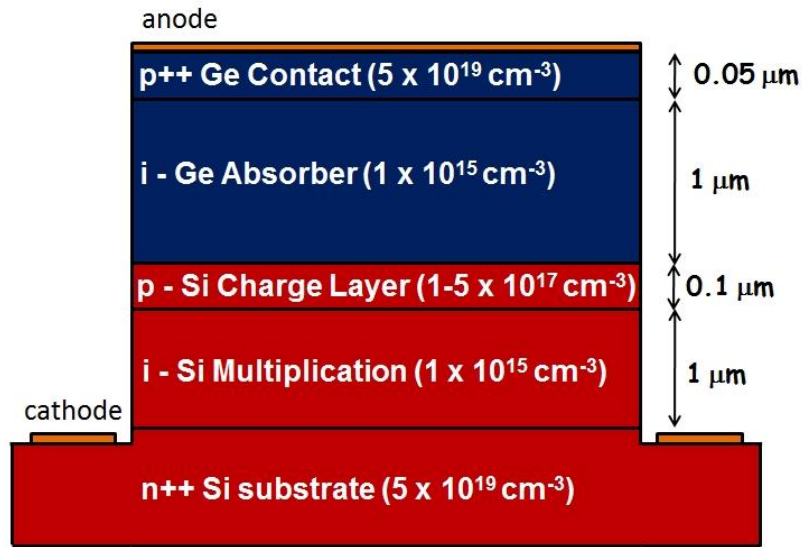 anode
p++ Ge Contact (5 x 10¹⁹ cm⁻³)
0.05 μm
i - Ge Absorber (1 x 10¹⁵ cm⁻³)
1 μm
p - Si Charge Layer (1-5 x 10¹⁷ cm⁻³)
0.1 μm
i - Si Multiplication (1 x 10¹⁵ cm⁻³)
1 μm
cathode
n++ Si substrate (5 x 10¹⁹ cm⁻³)